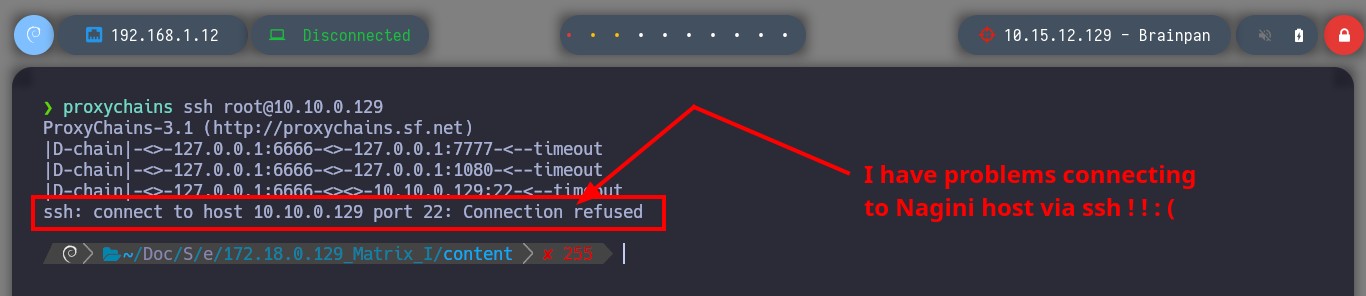 192.168.1.12
Disconnected
10.15.12.129 - Brainpan
❯ proxychains ssh root@10.10.0.129
ProxyChains-3.1 (http://proxychains.sf.net)
|D-chain|-<>-127.0.0.1:6666-<>-127.0.0.1:7777-<--timeout
|D-chain|-<>-127.0.0.1:6666-<>-127.0.0.1:1080-<--timeout
|D-chain|-<>-127.0.0.1:6666-<><>-10.10.0.129:22-<--timeout
ssh: connect to host 10.10.0.129 port 22: Connection refused
I have problems connecting
to Nagini host via ssh ! ! : (
~/Doc/S/e/172.18.0.129_Matrix_I/content ✘ 255